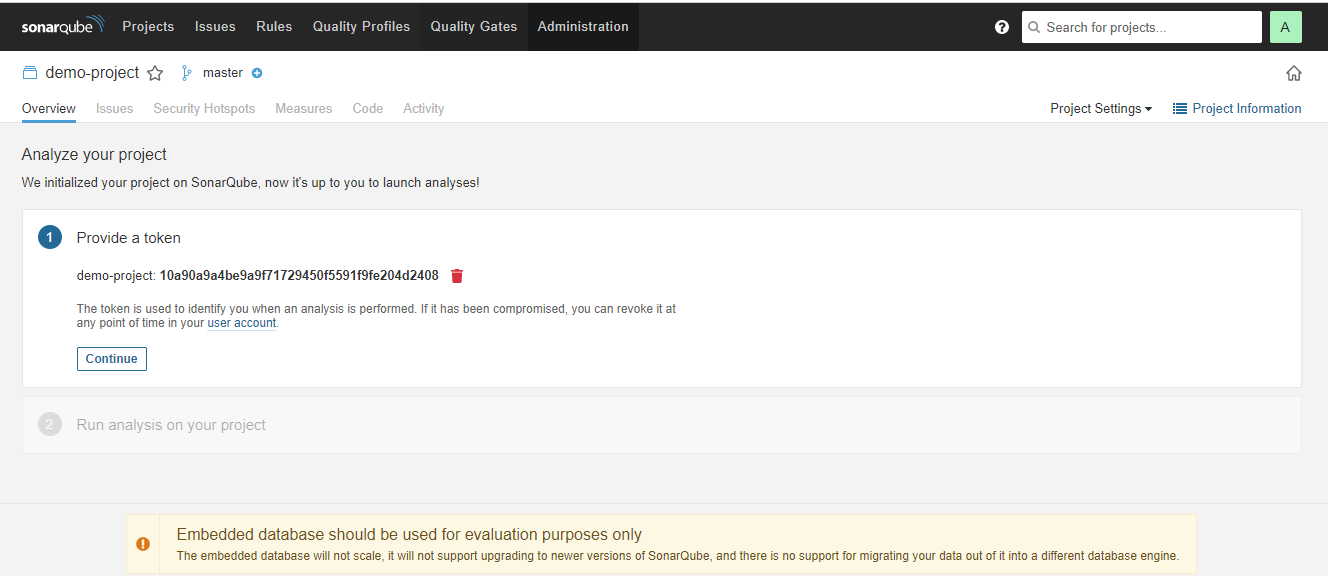 sonarqube Projects Issues Rules Quality Profiles Quality Gates Administration ? Search for projects... A
demo-project master
Overview Issues Security Hotspots Measures Code Activity Project Settings Project Information
Analyze your project
We initialized your project on SonarQube, now it's up to you to launch analyses!
1 Provide a token
demo-project: 10a90a9a4be9a9f71729450f5591f9fe204d2408
The token is used to identify you when an analysis is performed. If it has been compromised, you can revoke it at
any point of time in your user account.
Continue
2 Run analysis on your project
Embedded database should be used for evaluation purposes only
The embedded database will not scale, it will not support upgrading to newer versions of SonarQube, and there is no support for migrating your data out of it into a different database engine.